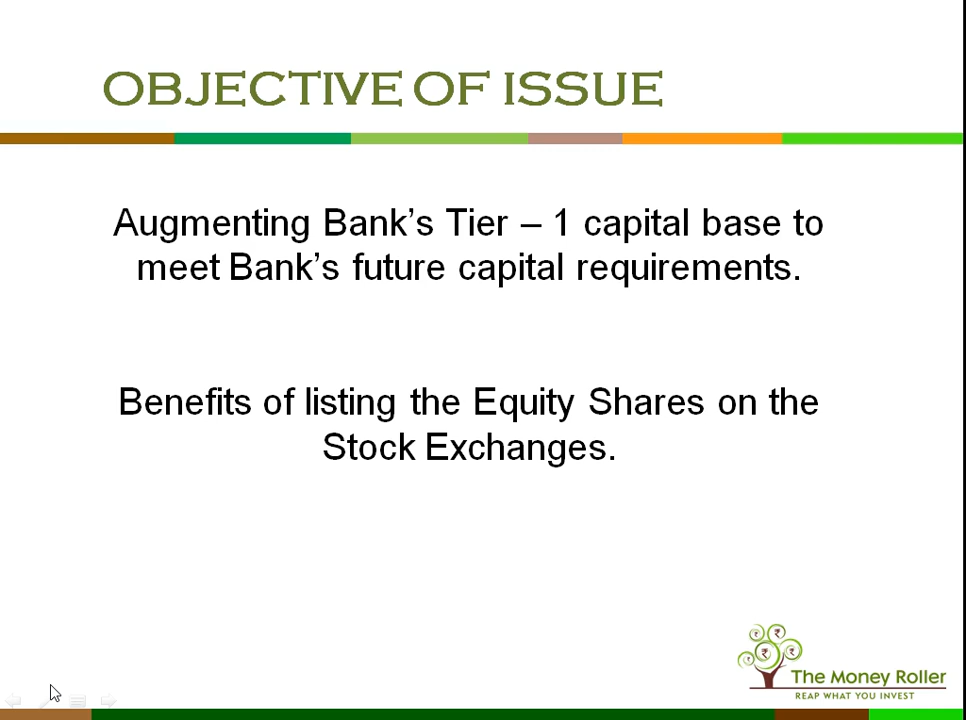 OBJECTIVE OF ISSUE
Augmenting Bank’s Tier – 1 capital base to
meet Bank’s future capital requirements.
Benefits of listing the Equity Shares on the
Stock Exchanges.
The Money Roller
REAP WHAT YOU INVEST